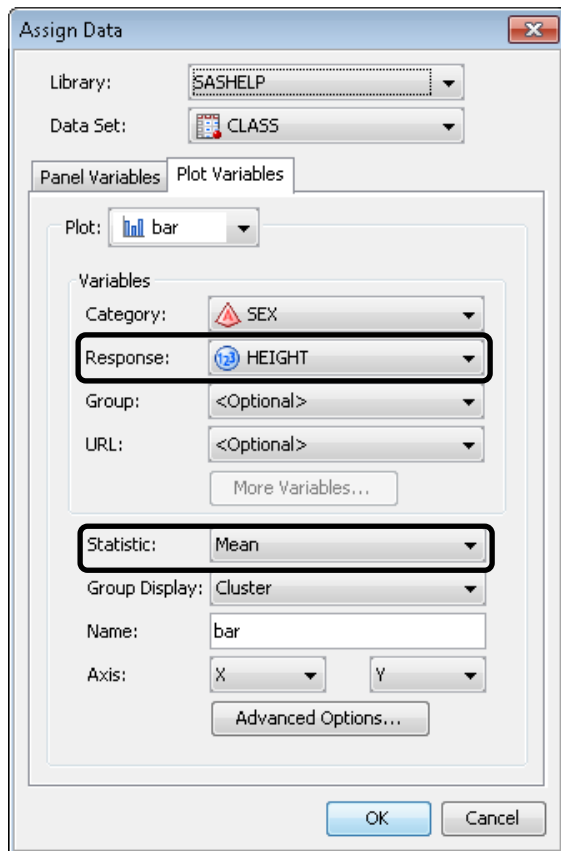 Assign Data
Library: SASHELP
Data Set: CLASS
Panel Variables Plot Variables
Plot: bar
Variables
Category: A SEX
Response: 123 HEIGHT
Group: <Optional>
URL: <Optional>
More Variables...
Statistic: Mean
Group Display: Cluster
Name: bar
Axis: X Y
Advanced Options...
OK Cancel